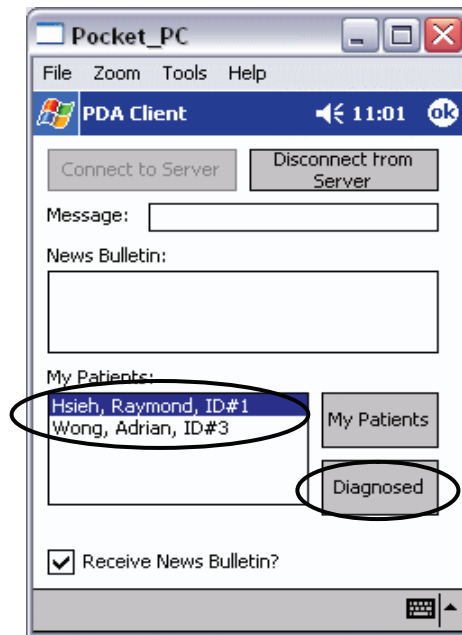 Pocket_PC
File Zoom Tools Help
PDA Client 11:01 ok
Connect to Server
Disconnect from
Server
Message:
News Bulletin:
My Patients:
Hsieh, Raymond, ID#1
Wong, Adrian, ID#3
My Patients
Diagnosed
Receive News Bulletin?